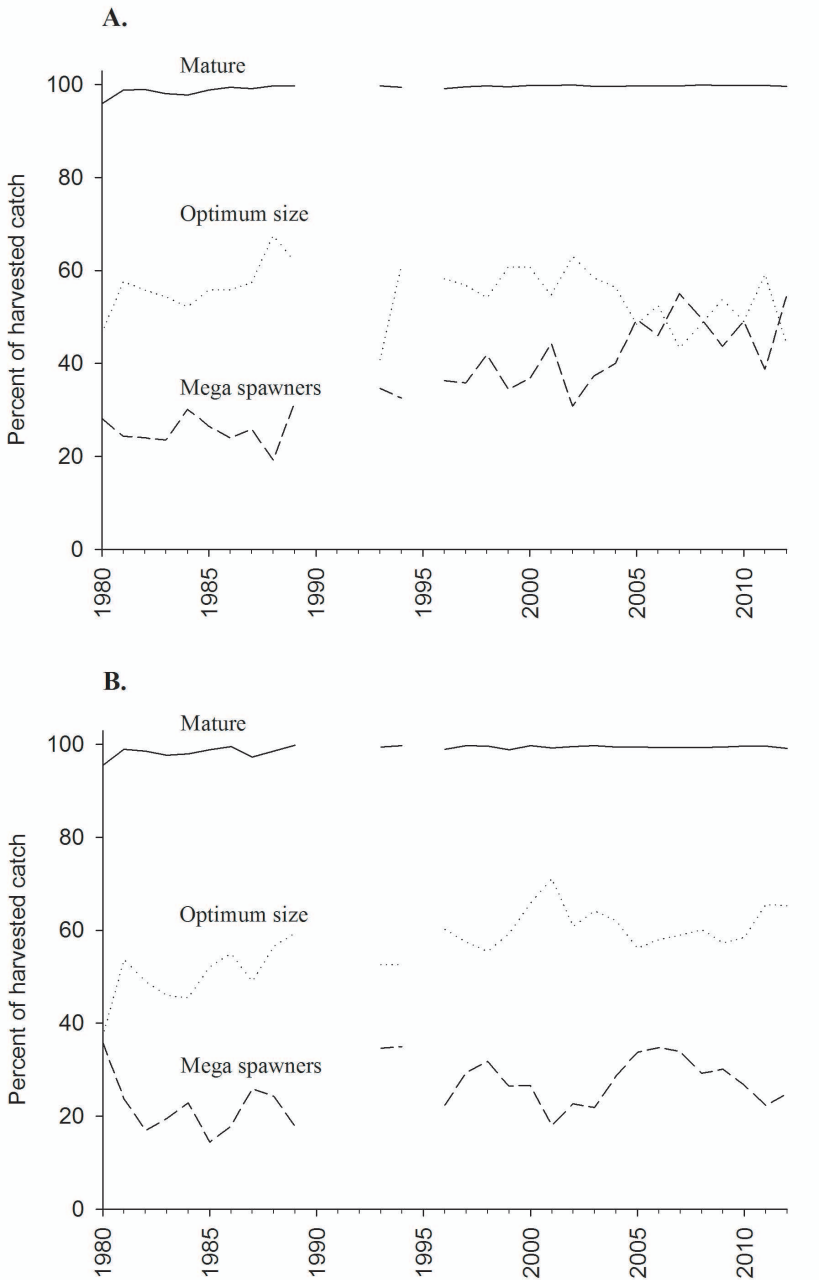 A.
Mature
100
80
Optimum size
60
40
Mega spawners
20
0
Percent of harvested catch
1980
1985
1990
1995
2000
2005
2010
B.
Mature
100
80
Optimum size
60
40
Mega spawners
20
0
Percent of harvested catch
1980
1985
1990
1995
2000
2005
2010